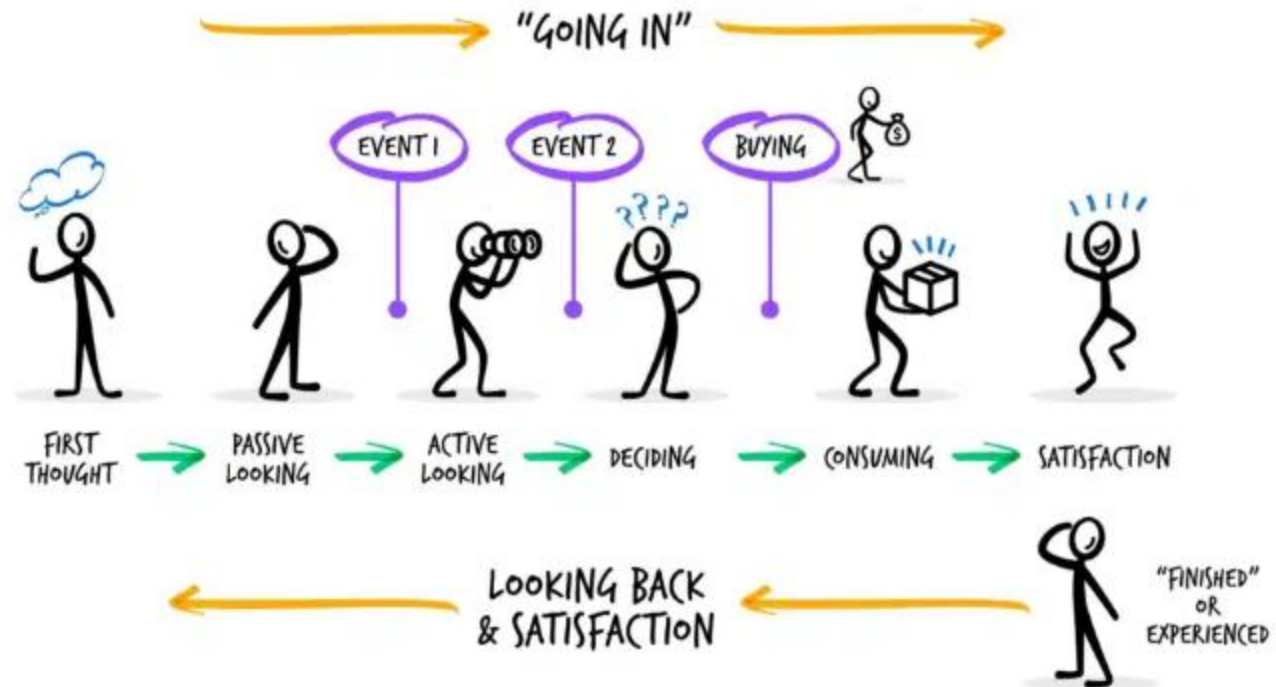 "GOING IN"
EVENT 1
EVENT 2
BUYING
$
????
FIRST
THOUGHT
PASSIVE
LOOKING
ACTIVE
LOOKING
DECIDING
CONSUMING
SATISFACTION
LOOKING BACK
& SATISFACTION
"FINISHED"
OR
EXPERIENCED